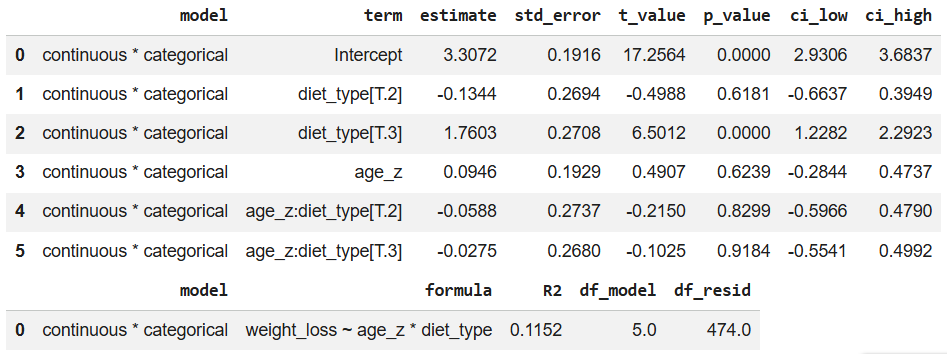 model term estimate std_error t_value p_value ci_low ci_high
0 continuous * categorical Intercept 3.3072 0.1916 17.2564 0.0000 2.9306 3.6837
1 continuous * categorical diet_type[T.2] -0.1344 0.2694 -0.4988 0.6181 -0.6637 0.3949
2 continuous * categorical diet_type[T.3] 1.7603 0.2708 6.5012 0.0000 1.2282 2.2923
3 continuous * categorical age_z 0.0946 0.1929 0.4907 0.6239 -0.2844 0.4737
4 continuous * categorical age_z:diet_type[T.2] -0.0588 0.2737 -0.2150 0.8299 -0.5966 0.4790
5 continuous * categorical age_z:diet_type[T.3] -0.0275 0.2680 -0.1025 0.9184 -0.5541 0.4992
model formula R2 df_model df_resid
0 continuous * categorical weight_loss ~ age_z * diet_type 0.1152 5.0 474.0